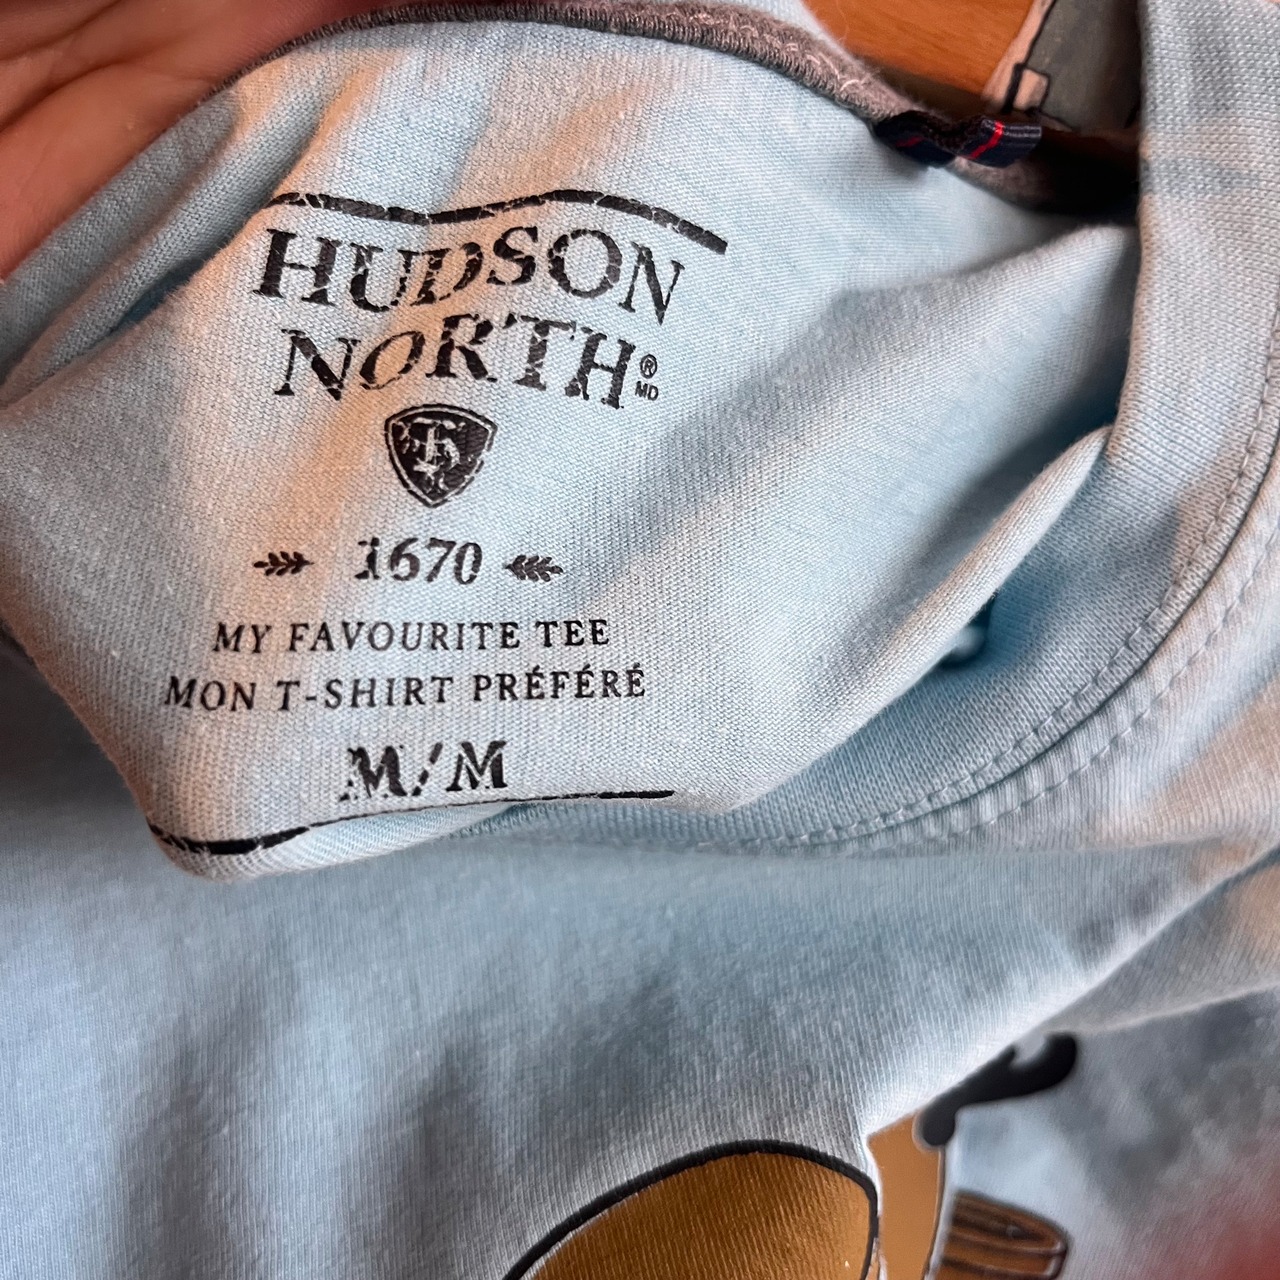 HUDSON
NORTH®
MD
1670
MY FAVOURITE TEE
MON T-SHIRT PRÉFÉRÉ
M/M